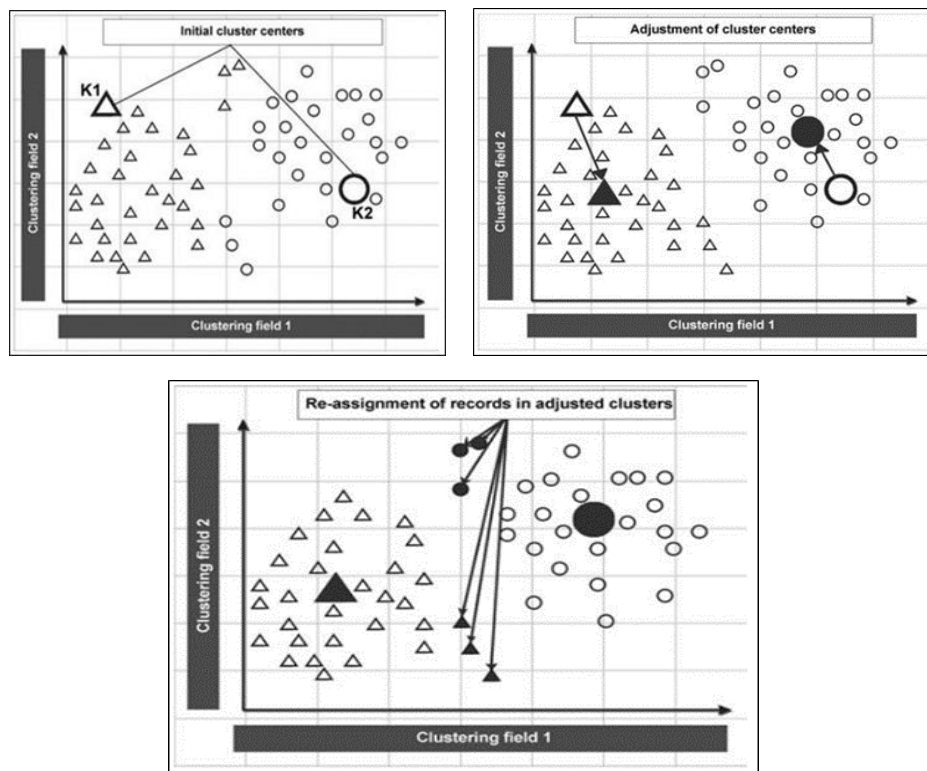 Initial cluster centers
K1
K2
Clustering field 2
Clustering field 1
Adjustment of cluster centers
Clustering field 2
Clustering field 1
Re-assignment of records in adjusted clusters
Clustering field 2
Clustering field 1